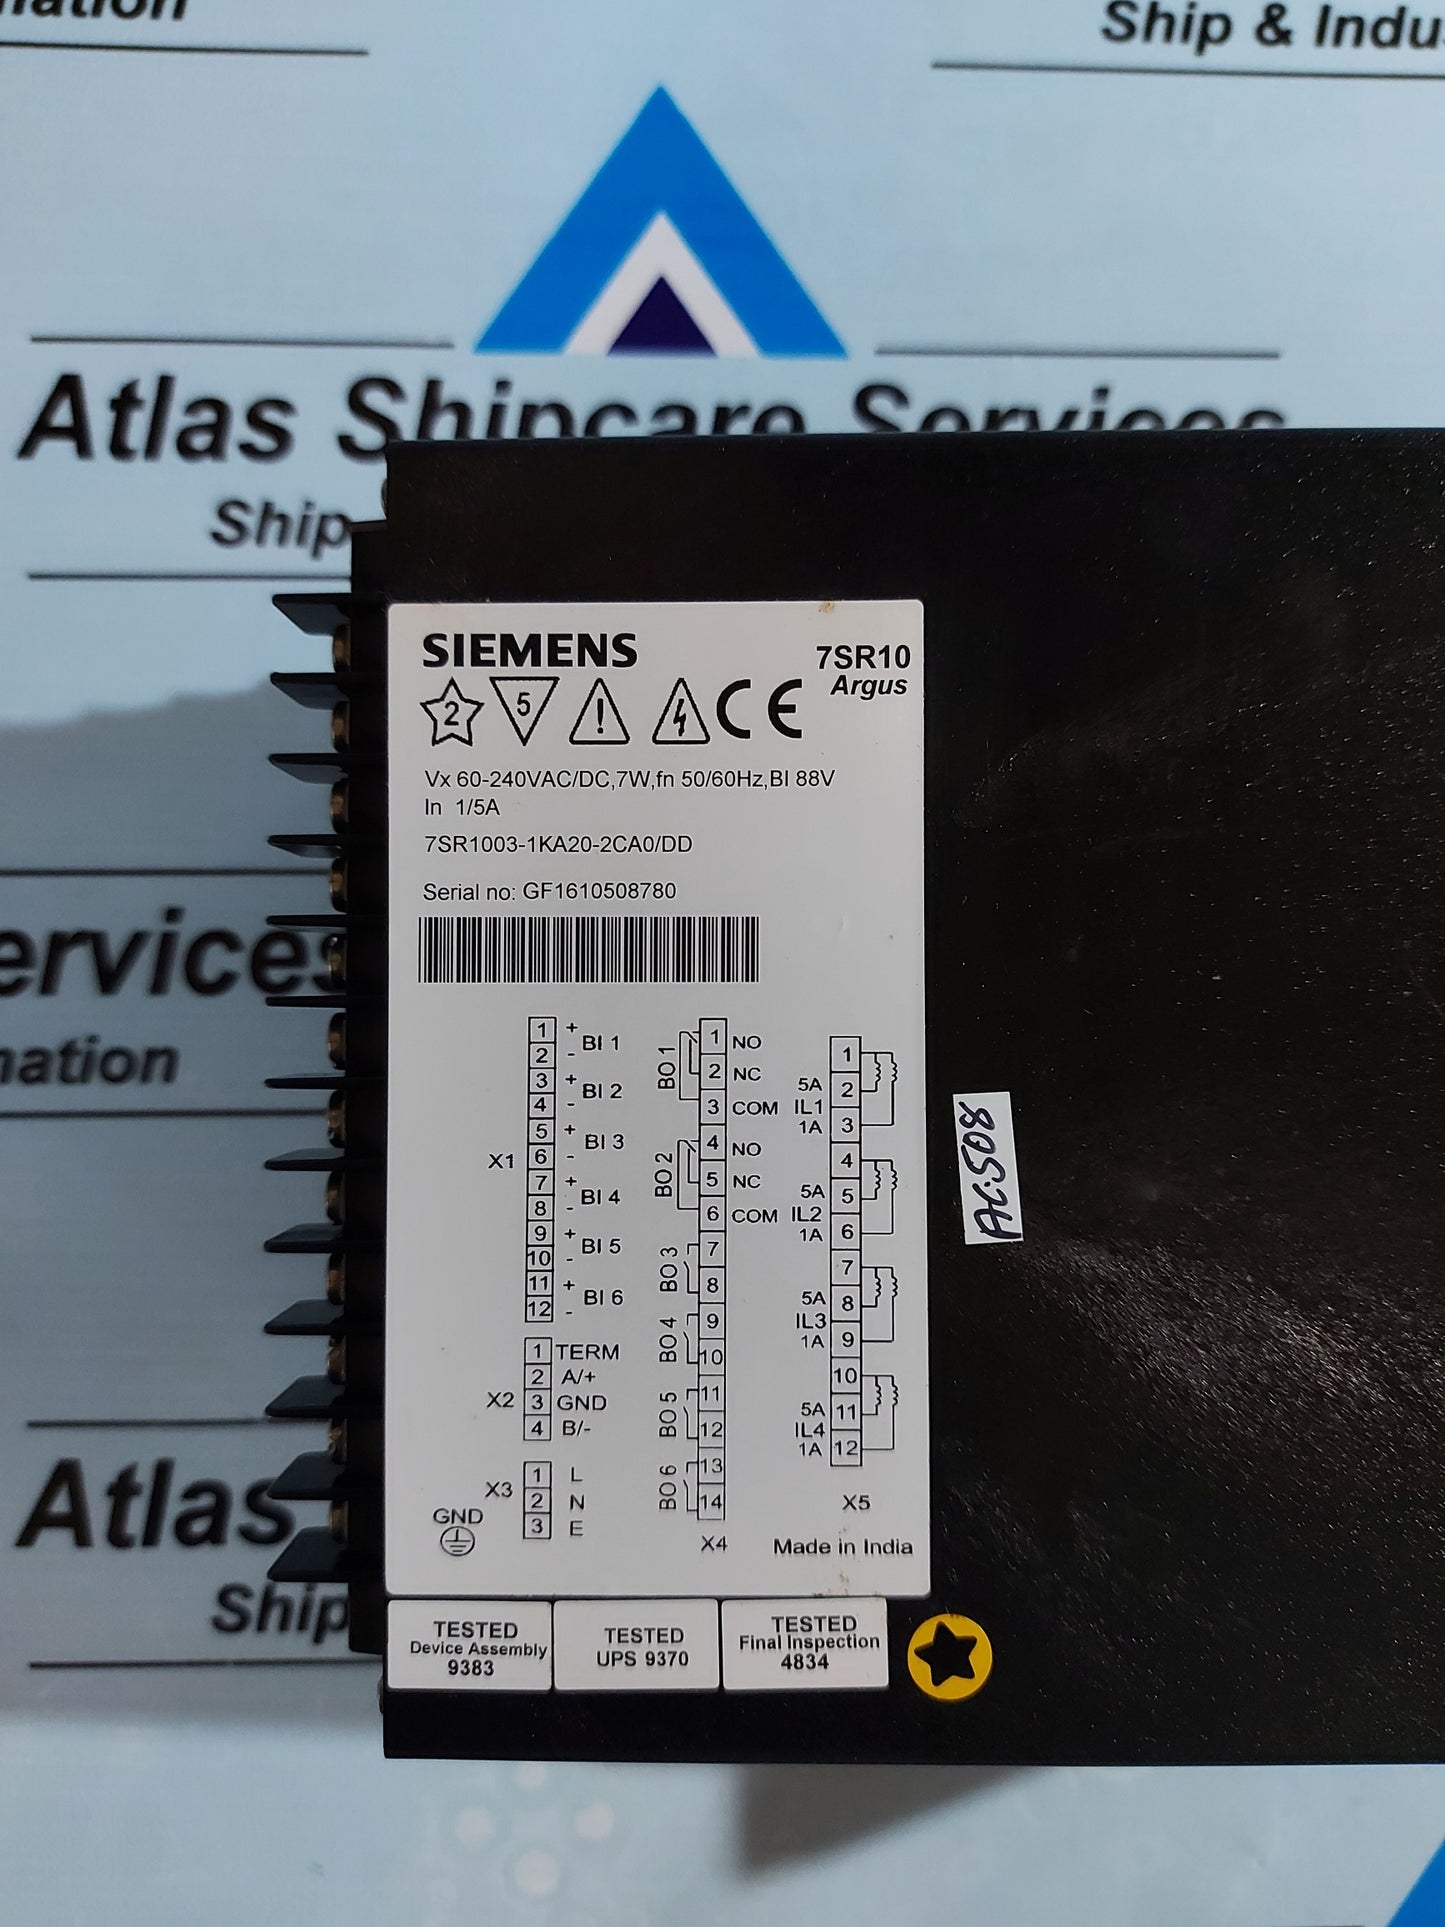 mation
Ship & Indu
Atlas Shipcare Services
Ship
ervices
mation
Atlas
Ship
SIEMENS
7SR10
Argus
2 5 !
CE
Vx 60-240VAC/DC,7W,fn 50/60Hz,BI 88V
In 1/5A
7SR1003-1KA20-2CA0/DD
Serial no: GF1610508780
X1
1 + BI 1
2 -
3 + BI 2
4 -
5 + BI 3
6 -
7 + BI 4
8 -
9 + BI 5
10 -
11 + BI 6
12 -
X2
1 TERM
2 A/+
3 GND
4 B/-
X3
1 L
2 N
3 E
GND
BO 1
1 NO
2 NC
3 COM
BO 2
4 NO
5 NC
6 COM
BO 3
7
8
BO 4
9
10
BO 5
11
12
BO 6
13
14
X4
1
5A 2
IL1
1A 3
4
5A 5
IL2
1A 6
7
5A 8
IL3
1A 9
10
5A 11
IL4
1A 12
X5
Made in India
TESTED
Device Assembly
9383
TESTED
UPS 9370
TESTED
Final Inspection
4834
AC:508